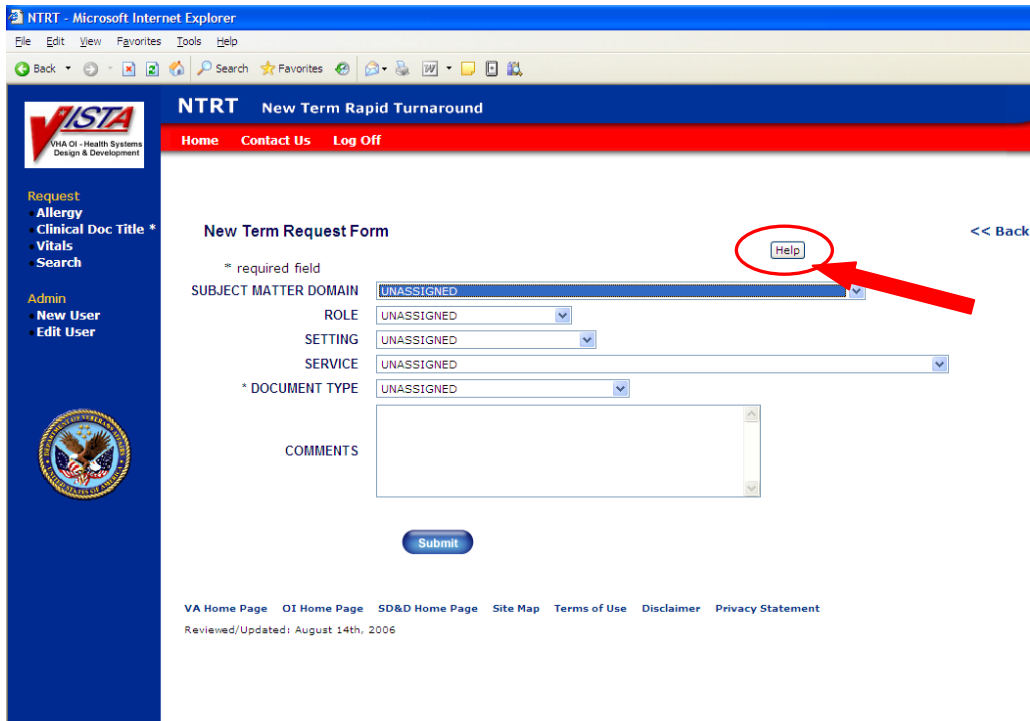 NTRT - Microsoft Internet Explorer
File Edit View Favorites Tools Help
Back Search Favorites
NTRT New Term Rapid Turnaround
VISTA
VHA OI - Health Systems
Design & Development
Home Contact Us Log Off
Request
Allergy
Clinical Doc Title *
Vitals
Search
Admin
New User
Edit User
New Term Request Form
<< Back
Help
* required field
SUBJECT MATTER DOMAIN UNASSIGNED
ROLE UNASSIGNED
SETTING UNASSIGNED
SERVICE UNASSIGNED
* DOCUMENT TYPE UNASSIGNED
COMMENTS
Submit
VA Home Page OI Home Page SD&D Home Page Site Map Terms of Use Disclaimer Privacy Statement
Reviewed/Updated: August 14th, 2006